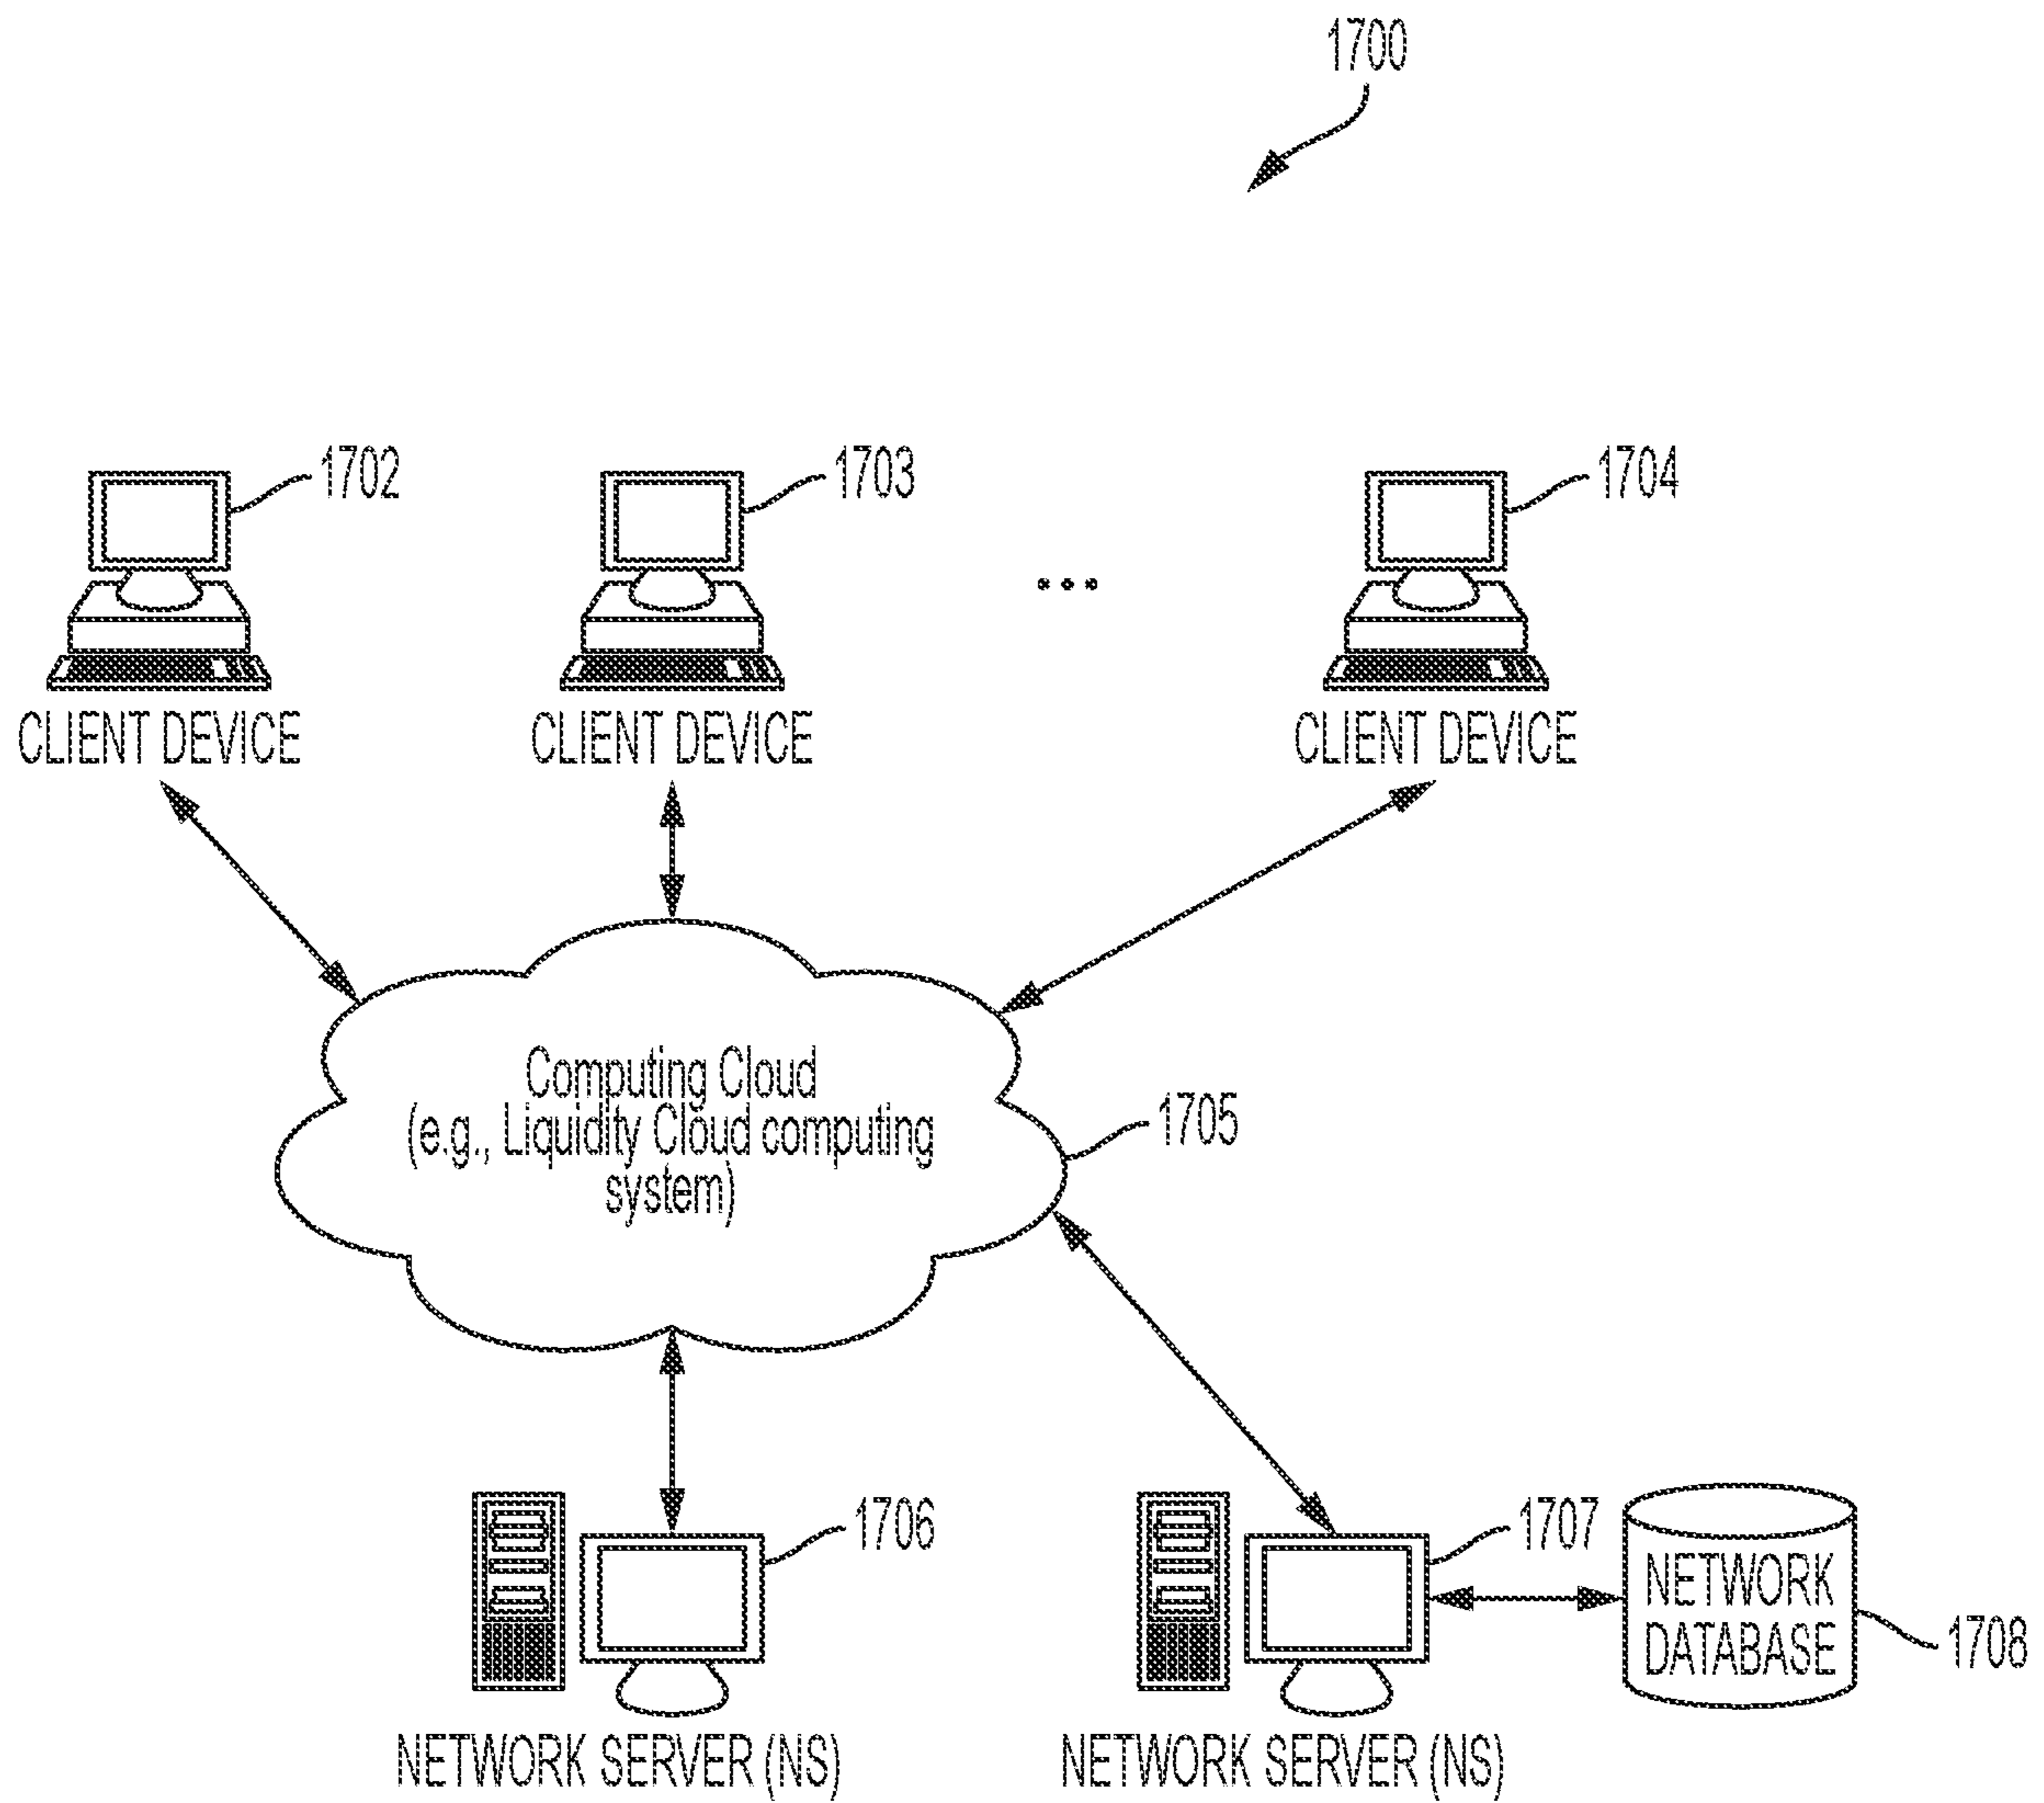 1700
1702
1703
1704
...
CLIENT DEVICE
CLIENT DEVICE
CLIENT DEVICE
Computing Cloud
(e.g., Liquidity Cloud computing
system)
1705
1706
1707
NETWORK
DATABASE
1708
NETWORK SERVER (NS)
NETWORK SERVER (NS)